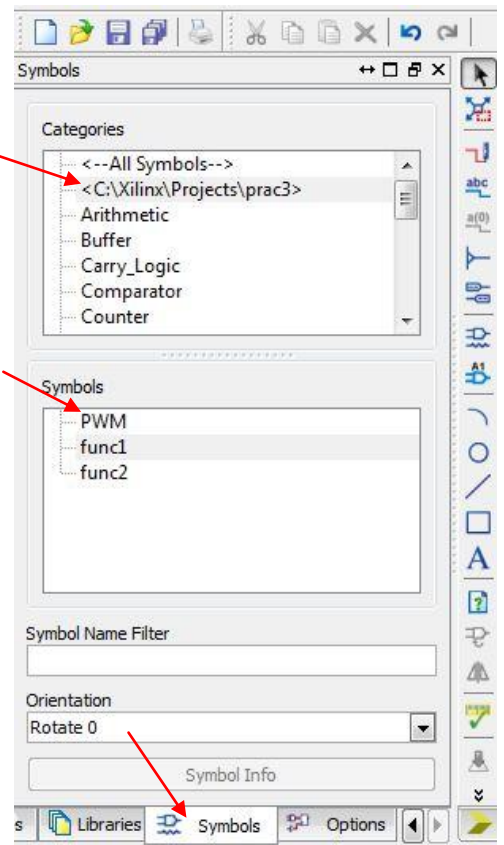 Symbols
Categories
<--All Symbols-->
<C:\Xilinx\Projects\prac3>
Arithmetic
Buffer
Carry_Logic
Comparator
Counter
Symbols
PWM
func1
func2
Symbol Name Filter
Orientation
Rotate 0
Symbol Info
s Libraries Symbols Options
abc
a(0)
A1
A
?